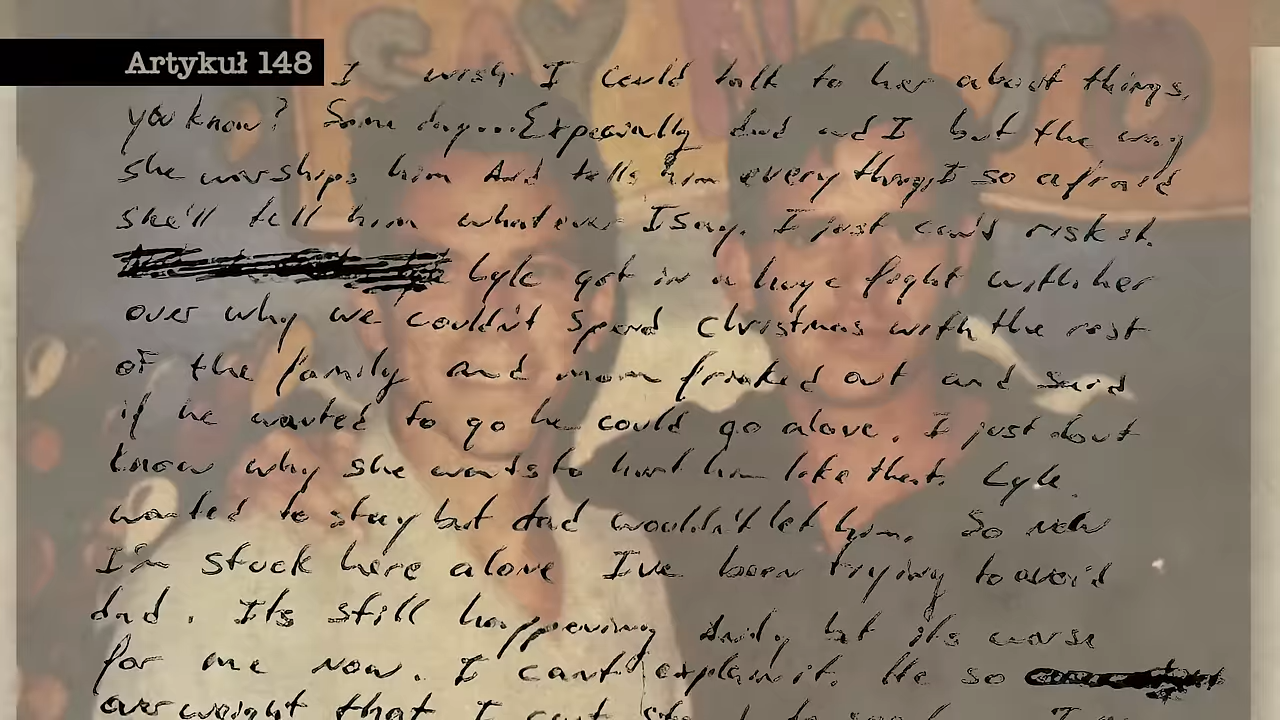 Artykuł 148
I wish I could talk to her about things,
you know? Some day... Expecially dad and I but the way
she worships him And tells him everything I so afraid
she'll tell him whatever I say. I just can't risk it.
Lyle got in a huge fight with her
over why we couldn't spend Christmas with the rest
of the family and mom freaked out and said
if he wanted to go he could go alone. I just don't
know why she wants to hurt him like that. Lyle
wanted to stay but dad wouldn't let him. So now
I'm stuck here alone I've been trying to avoid
dad. Its still happening Andy but its worse
for me now. I can't explain it. He so
overweight that I cant